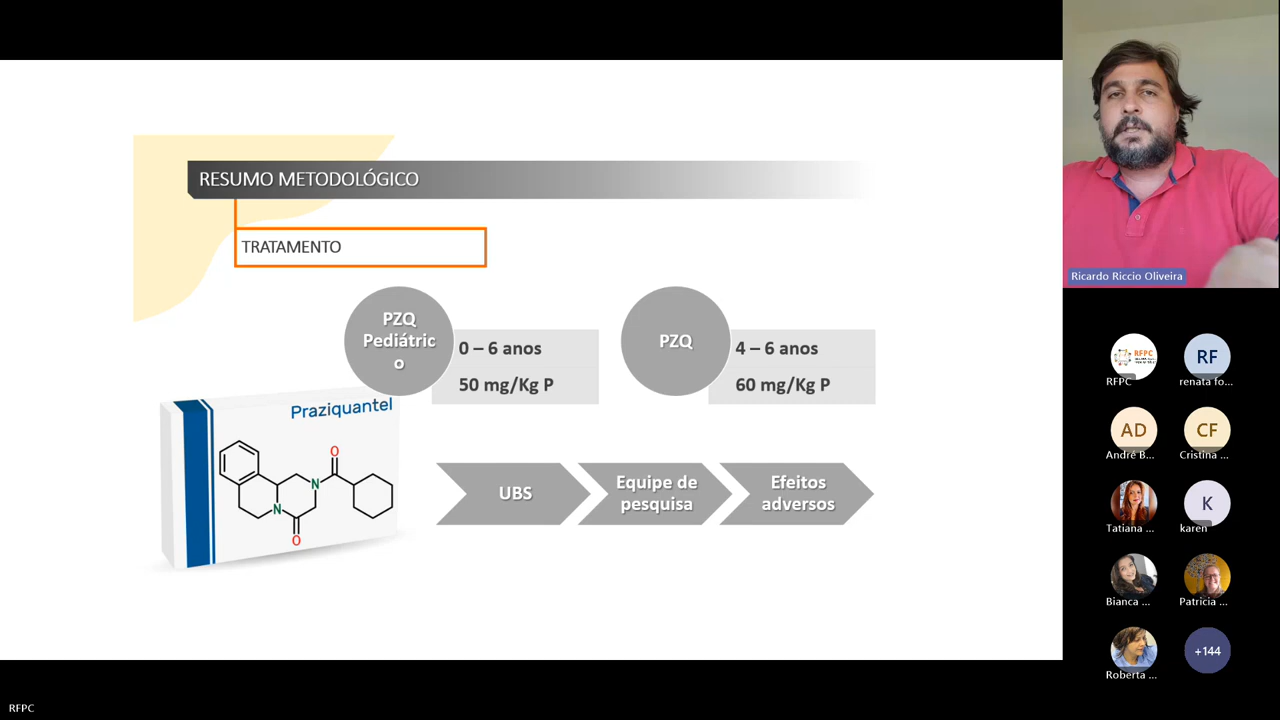 RESUMO METODOLÓGICO
TRATAMENTO
PZQ
Pediátric
o
0 – 6 anos
50 mg/Kg P
PZQ
4 – 6 anos
60 mg/Kg P
Praziquantel
O
N
N
O
UBS
Equipe de
pesquisa
Efeitos
adversos
Ricardo Riccio Oliveira
RFPC
RFPC
RF
renata fo...
AD
André B...
CF
Cristina ...
Tatiana ...
K
karen
Bianca ...
Patricia ...
Roberta ...
+144
RFPC